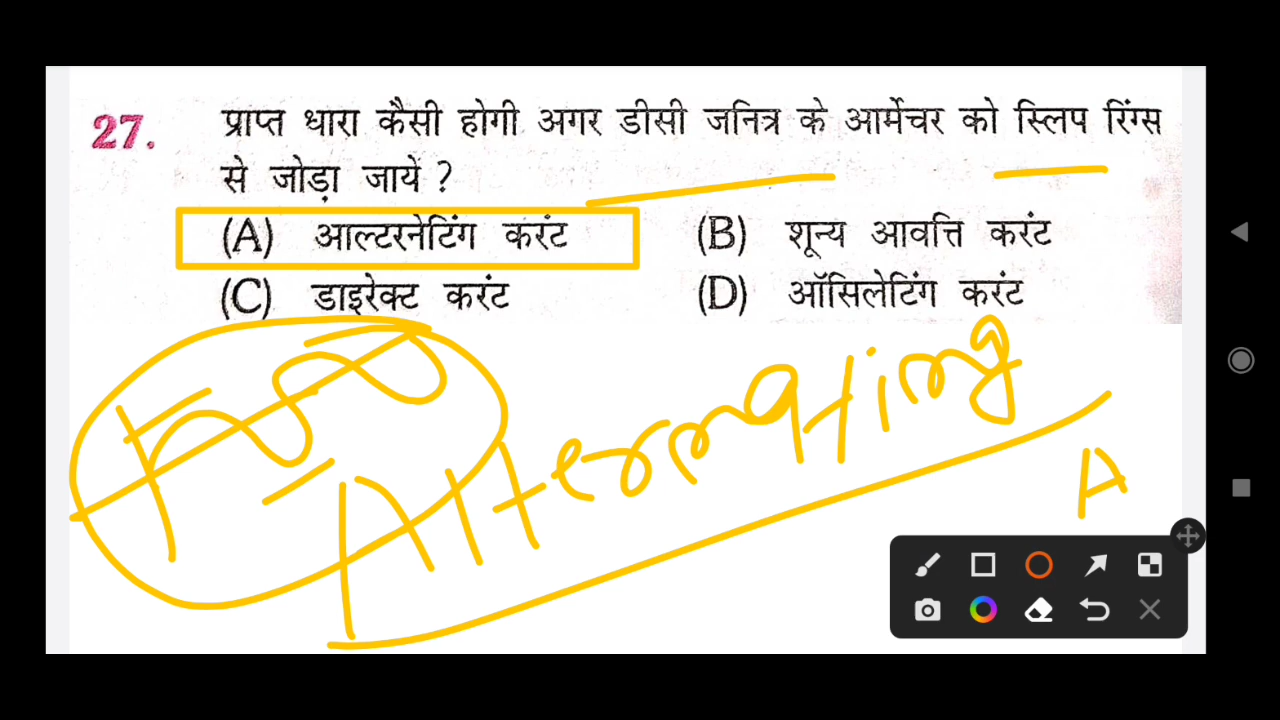 27. प्राप्त धारा कैसी होगी अगर डीसी जनित्र के आर्मेचर को स्लिप रिंग्स
से जोड़ा जायें ?
(A) आल्टरनेटिंग करंट (B) शून्य आवत्ति करंट
(C) डाइरेक्ट करंट (D) ऑसिलेटिंग करंट
Alternating
A